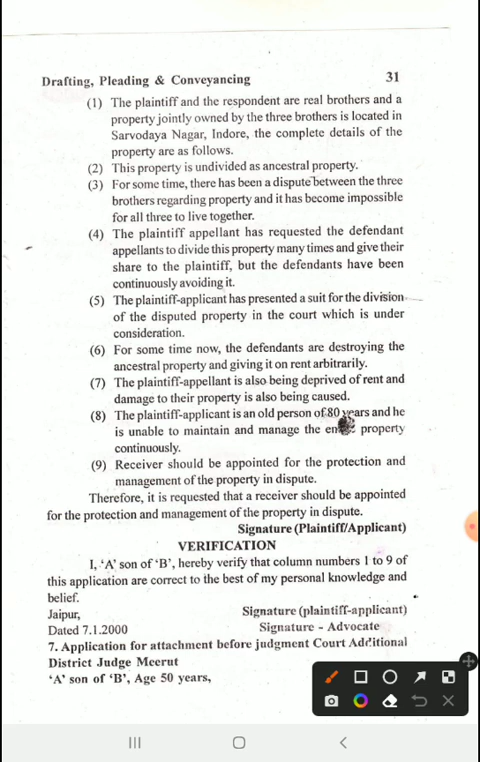 Drafting, Pleading & Conveyancing 31
(1) The plaintiff and the respondent are real brothers and a
property jointly owned by the three brothers is located in
Sarvodaya Nagar, Indore, the complete details of the
property are as follows.
(2) This property is undivided as ancestral property.
(3) For some time, there has been a dispute between the three
brothers regarding property and it has become impossible
for all three to live together.
(4) The plaintiff appellant has requested the defendant
appellants to divide this property many times and give their
share to the plaintiff, but the defendants have been
continuously avoiding it.
(5) The plaintiff-applicant has presented a suit for the division
of the disputed property in the court which is under
consideration.
(6) For some time now, the defendants are destroying the
ancestral property and giving it on rent arbitrarily.
(7) The plaintiff-appellant is also being deprived of rent and
damage to their property is also being caused.
(8) The plaintiff-applicant is an old person of 80 years and he
is unable to maintain and manage the property
continuously.
(9) Receiver should be appointed for the protection and
management of the property in dispute.
Therefore, it is requested that a receiver should be appointed
for the protection and management of the property in dispute.
Signature (Plaintiff/Applicant)
VERIFICATION
I, ‘A’ son of ‘B’, hereby verify that column numbers 1 to 9 of
this application are correct to the best of my personal knowledge and
belief.
Jaipur, Signature (plaintiff-applicant)
Dated 7.1.2000 Signature – Advocate
7. Application for attachment before judgment Court Additional
District Judge Meerut
‘A’ son of ‘B’, Age 50 years,